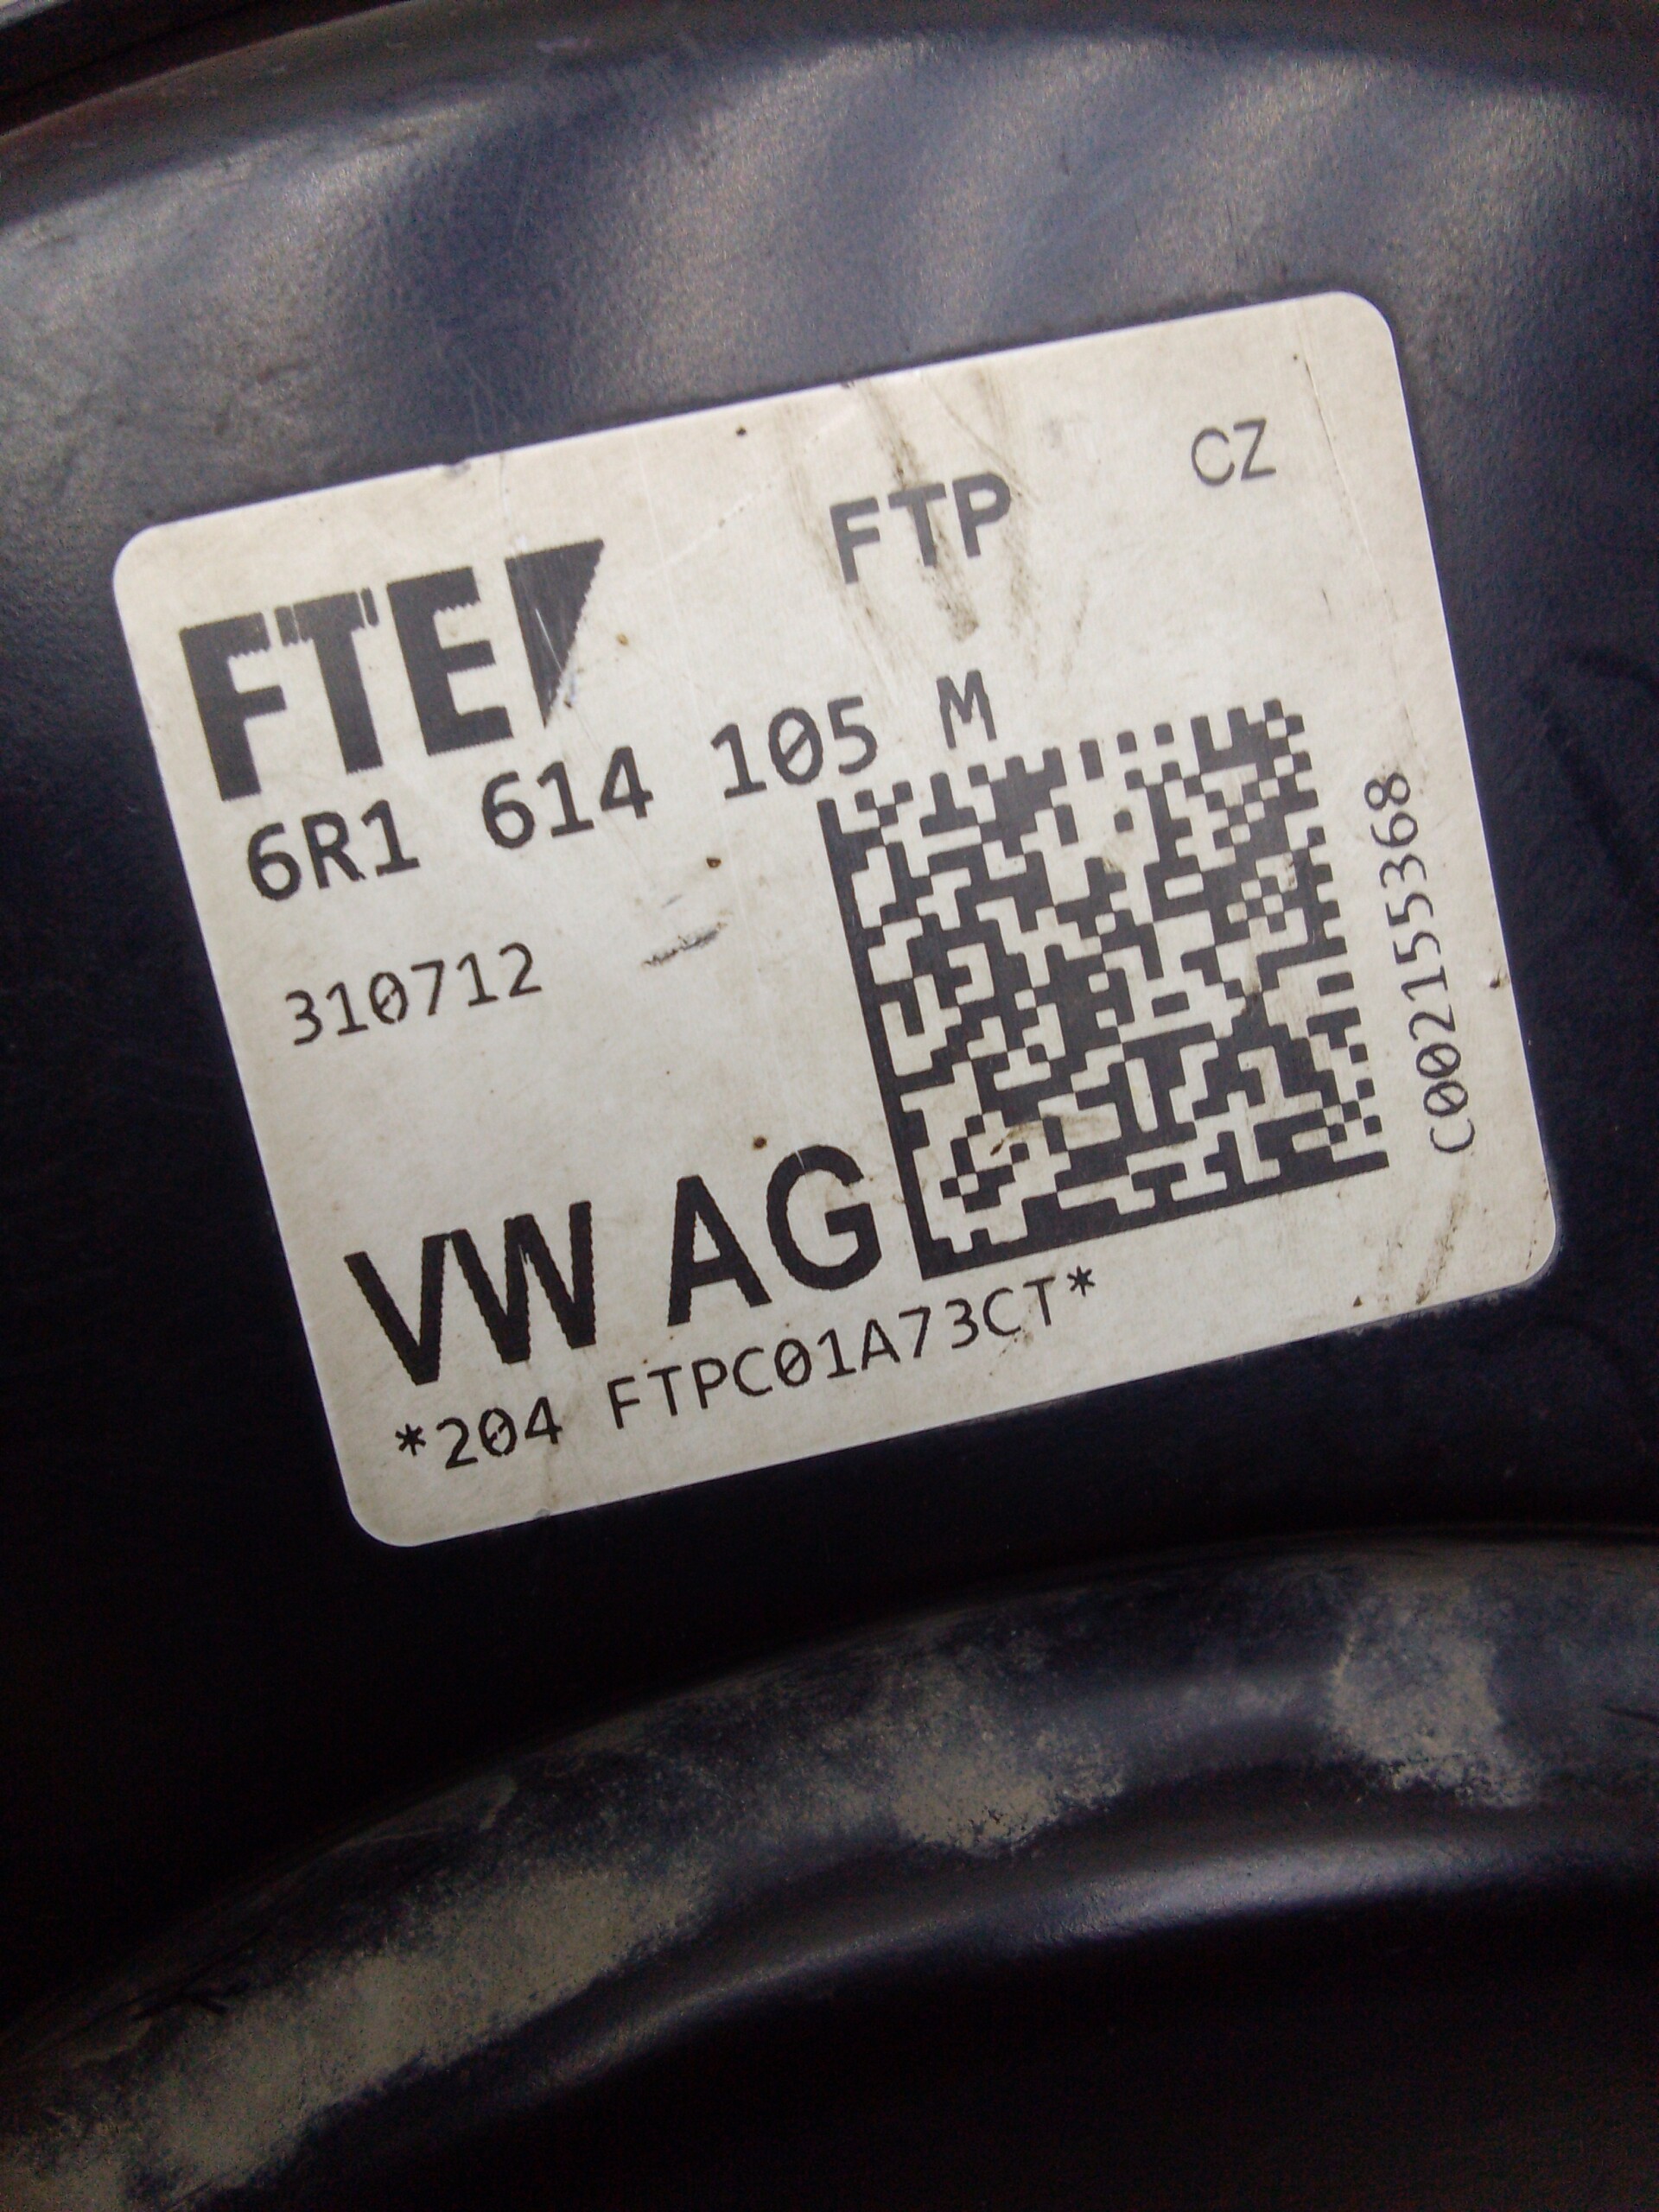 FTE
FTP
CZ
6R1 614 105 M
310712
C002155368
VW AG
*204 FTPC01A73CT*